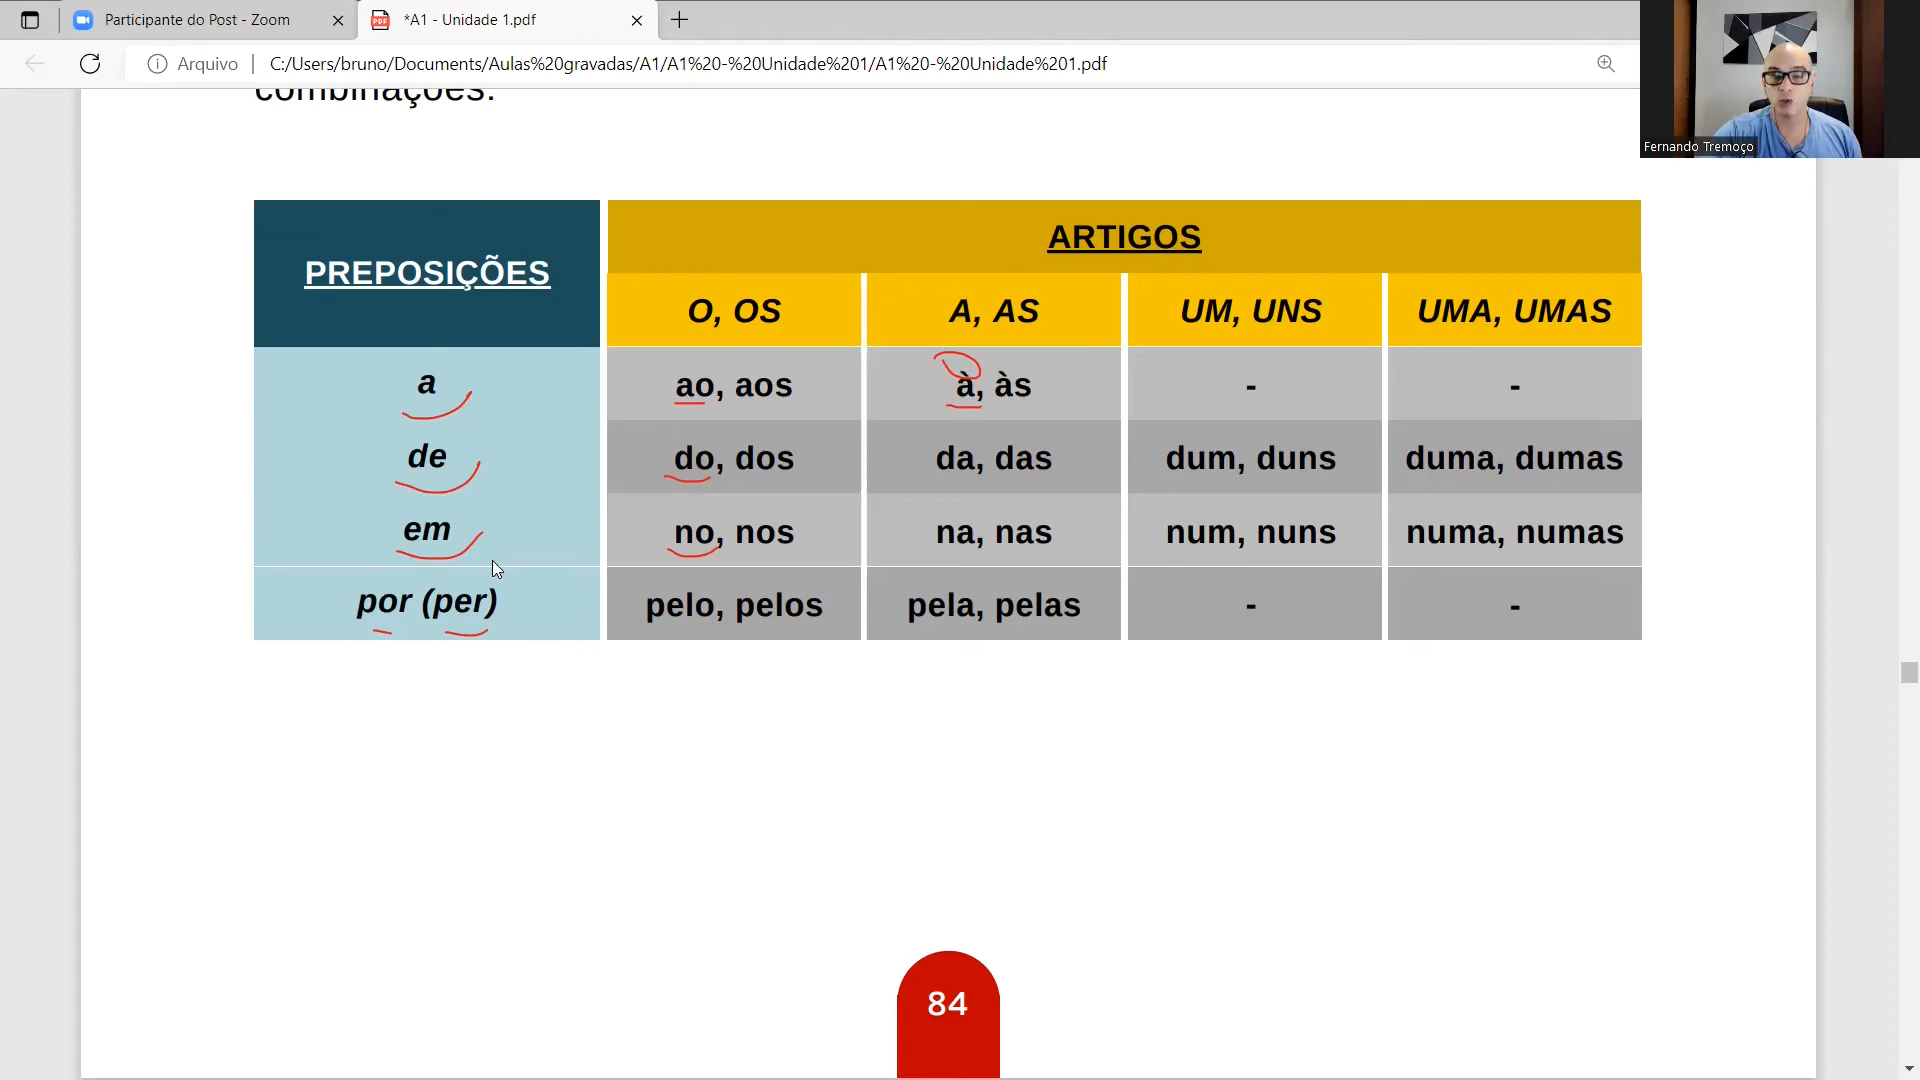 Participante do Post - Zoom
*A1 - Unidade 1.pdf
Arquivo
C:/Users/bruno/Documents/Aulas%20gravadas/A1/A1%20-%20Unidade%201/A1%20-%20Unidade%201.pdf
Fernando Tremoço
combinações:
PREPOSIÇÕES
ARTIGOS
O, OS A, AS UM, UNS UMA, UMAS
a ao, aos à, às - -
de do, dos da, das dum, duns duma, dumas
em no, nos na, nas num, nuns numa, numas
por (per) pelo, pelos pela, pelas - -
84